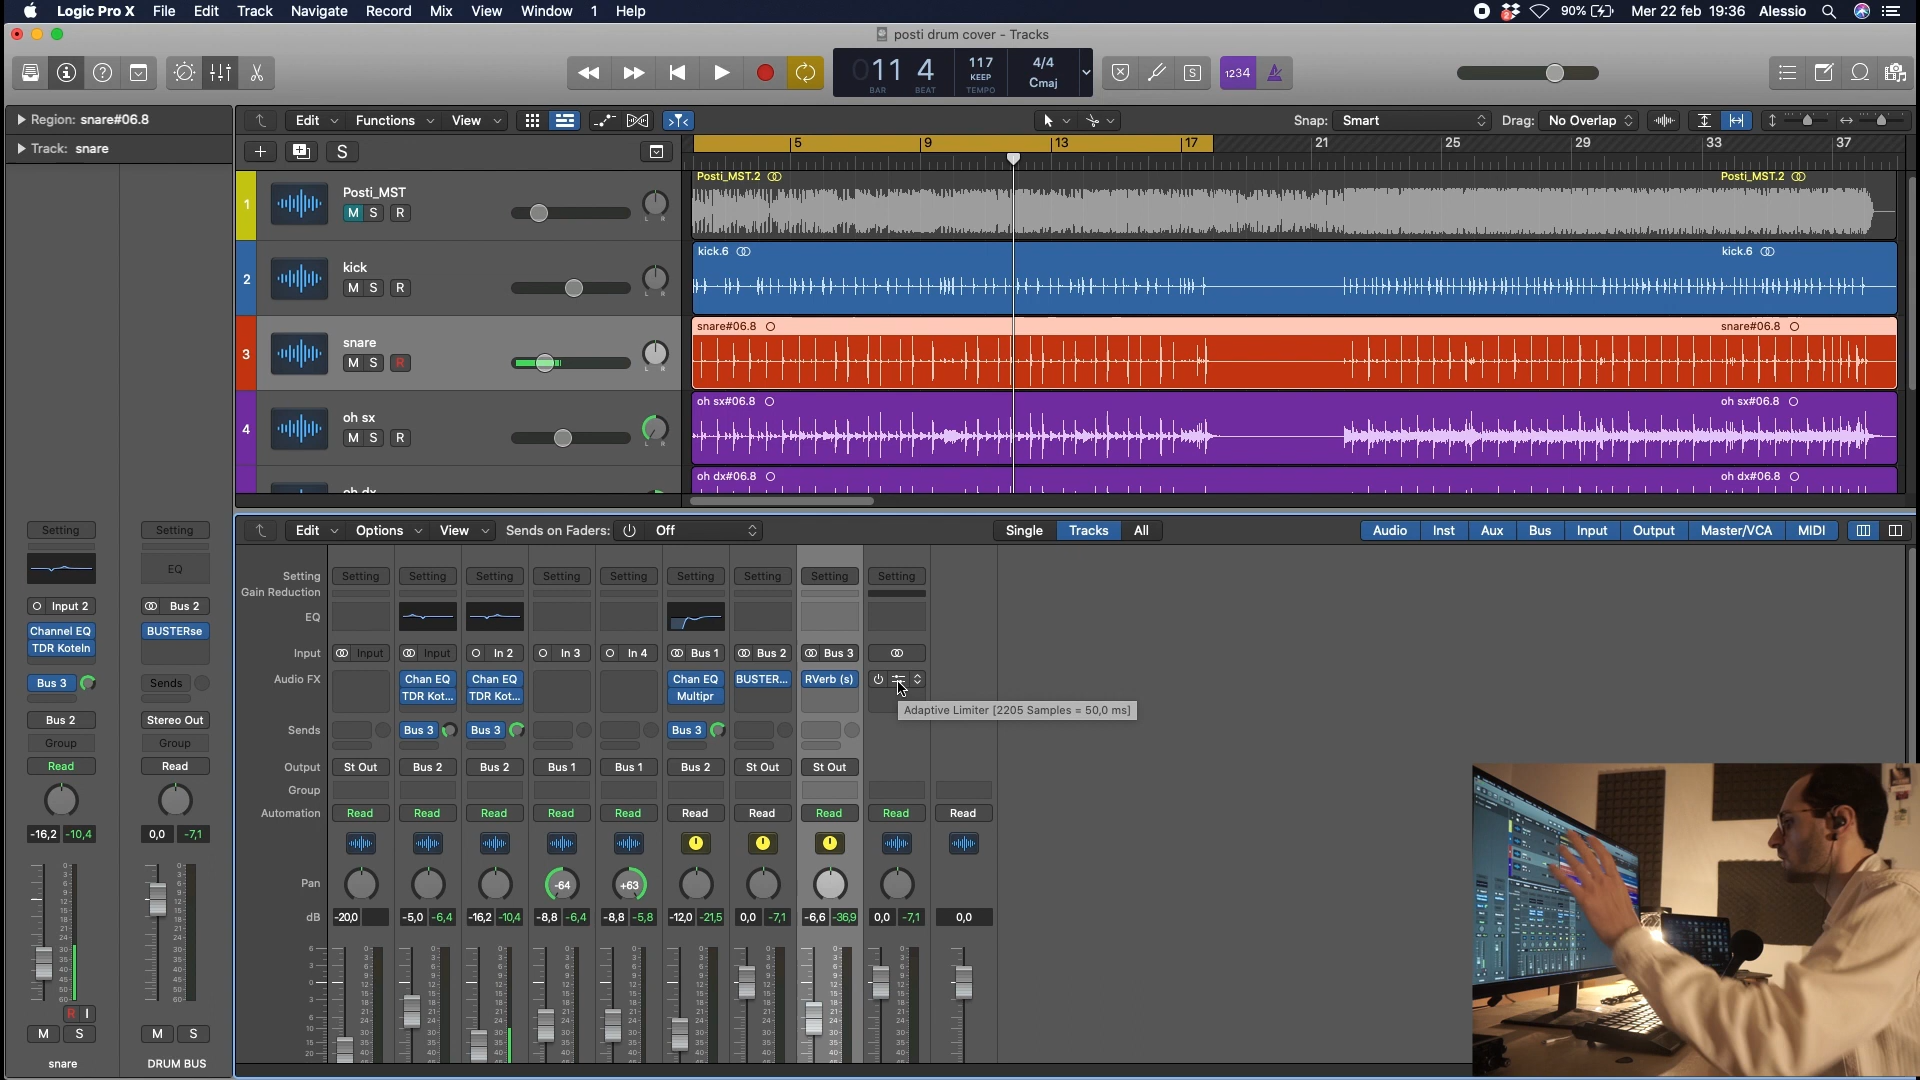 Logic Pro X File Edit Track Navigate Record Mix View Window 1 Help
2 90% Mer 22 feb 19:36 Alessio
posti drum cover - Tracks
011 4 117 4/4
KEEP Cmaj
BAR BEAT TEMPO
S 1234
Region: snare#06.8
Track: snare
Edit Functions View
Snap: Smart Drag: No Overlap
S
5 9 13 17 21 25 29 33 37
1 Posti_MST
M S R
L R
Posti_MST.2 Posti_MST.2
2 kick
M S R
L R
kick.6 kick.6
3 snare
M S R
L R
snare#06.8 snare#06.8
4 oh sx
M S R
L R
oh sx#06.8 oh sx#06.8
oh dx
oh dx#06.8 oh dx#06.8
Edit Options View Sends on Faders: Off
Single Tracks All
Audio Inst Aux Bus Input Output Master/VCA MIDI
Setting Setting
EQ
Input 2 Bus 2
Channel EQ BUSTERse
TDR Koteln
Bus 3 Sends
Bus 2 Stereo Out
Group Group
Read Read
-16,2 -10,4 0,0 -7,1
R I
M S M S
snare DRUM BUS
Setting Setting Setting Setting Setting Setting Setting Setting Setting Setting
Gain Reduction
EQ
Input Input Input In 2 In 3 In 4 Bus 1 Bus 2 Bus 3
Audio FX Chan EQ Chan EQ Chan EQ BUSTER... RVerb (s)
TDR Kot... TDR Kot... Multipr
Adaptive Limiter [2205 Samples = 50,0 ms]
Sends Bus 3 Bus 3 Bus 3
Output St Out Bus 2 Bus 2 Bus 1 Bus 1 Bus 2 St Out St Out
Group
Automation Read Read Read Read Read Read Read Read Read Read
Pan -64 +63
dB -20,0 -5,0 -6,4 -16,2 -10,4 -8,8 -6,4 -8,8 -5,8 -12,0 -21,5 0,0 -7,1 -6,6 -36,9 0,0 -7,1 0,0